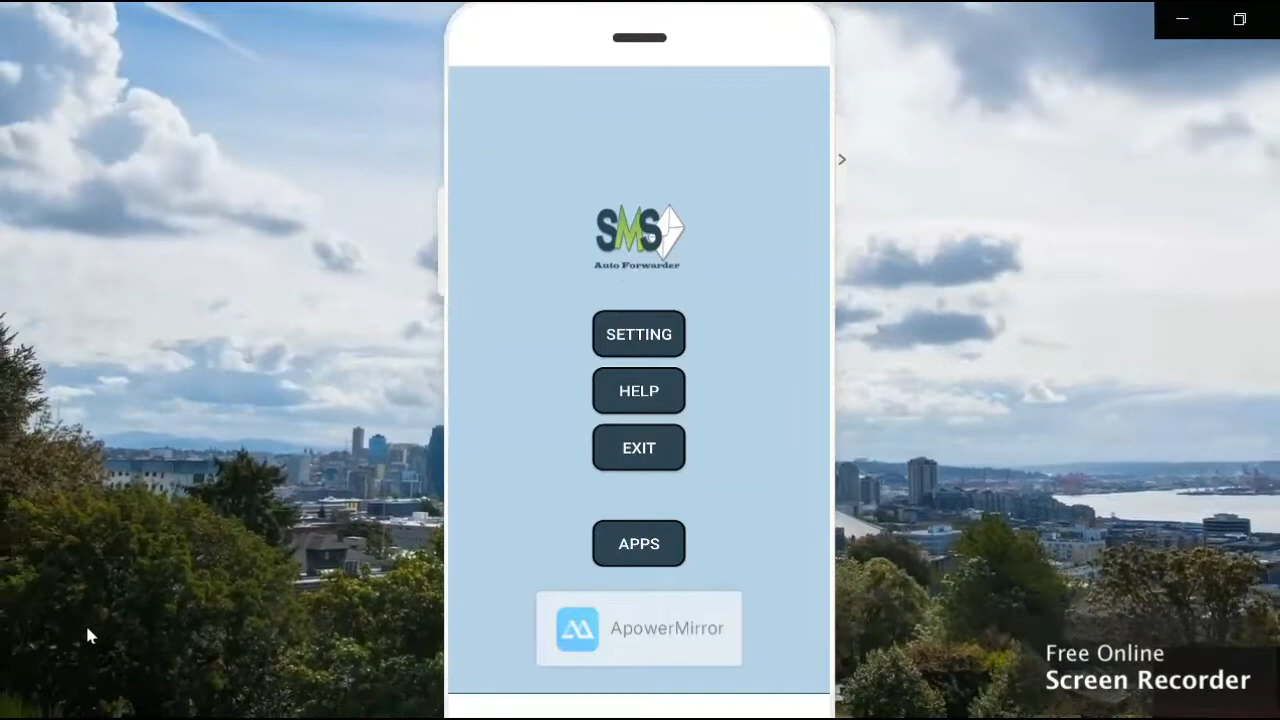 SMS
Auto Forwarder
SETTING
HELP
EXIT
APPS
ApowerMirror
Free Online
Screen Recorder